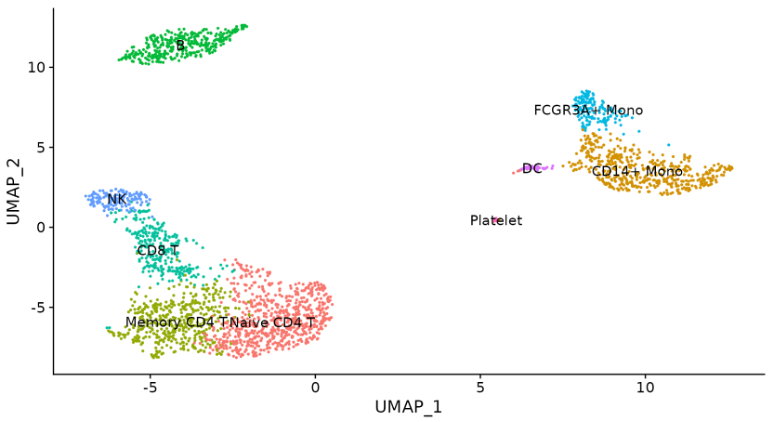 B
10
FCGR3A+ Mono
5
DC
CD14+ Mono
UMAP_2
NK
Platelet
0
CD8 T
-5
Memory CD4 T
Naive CD4 T
-5
0
5
10
UMAP_1